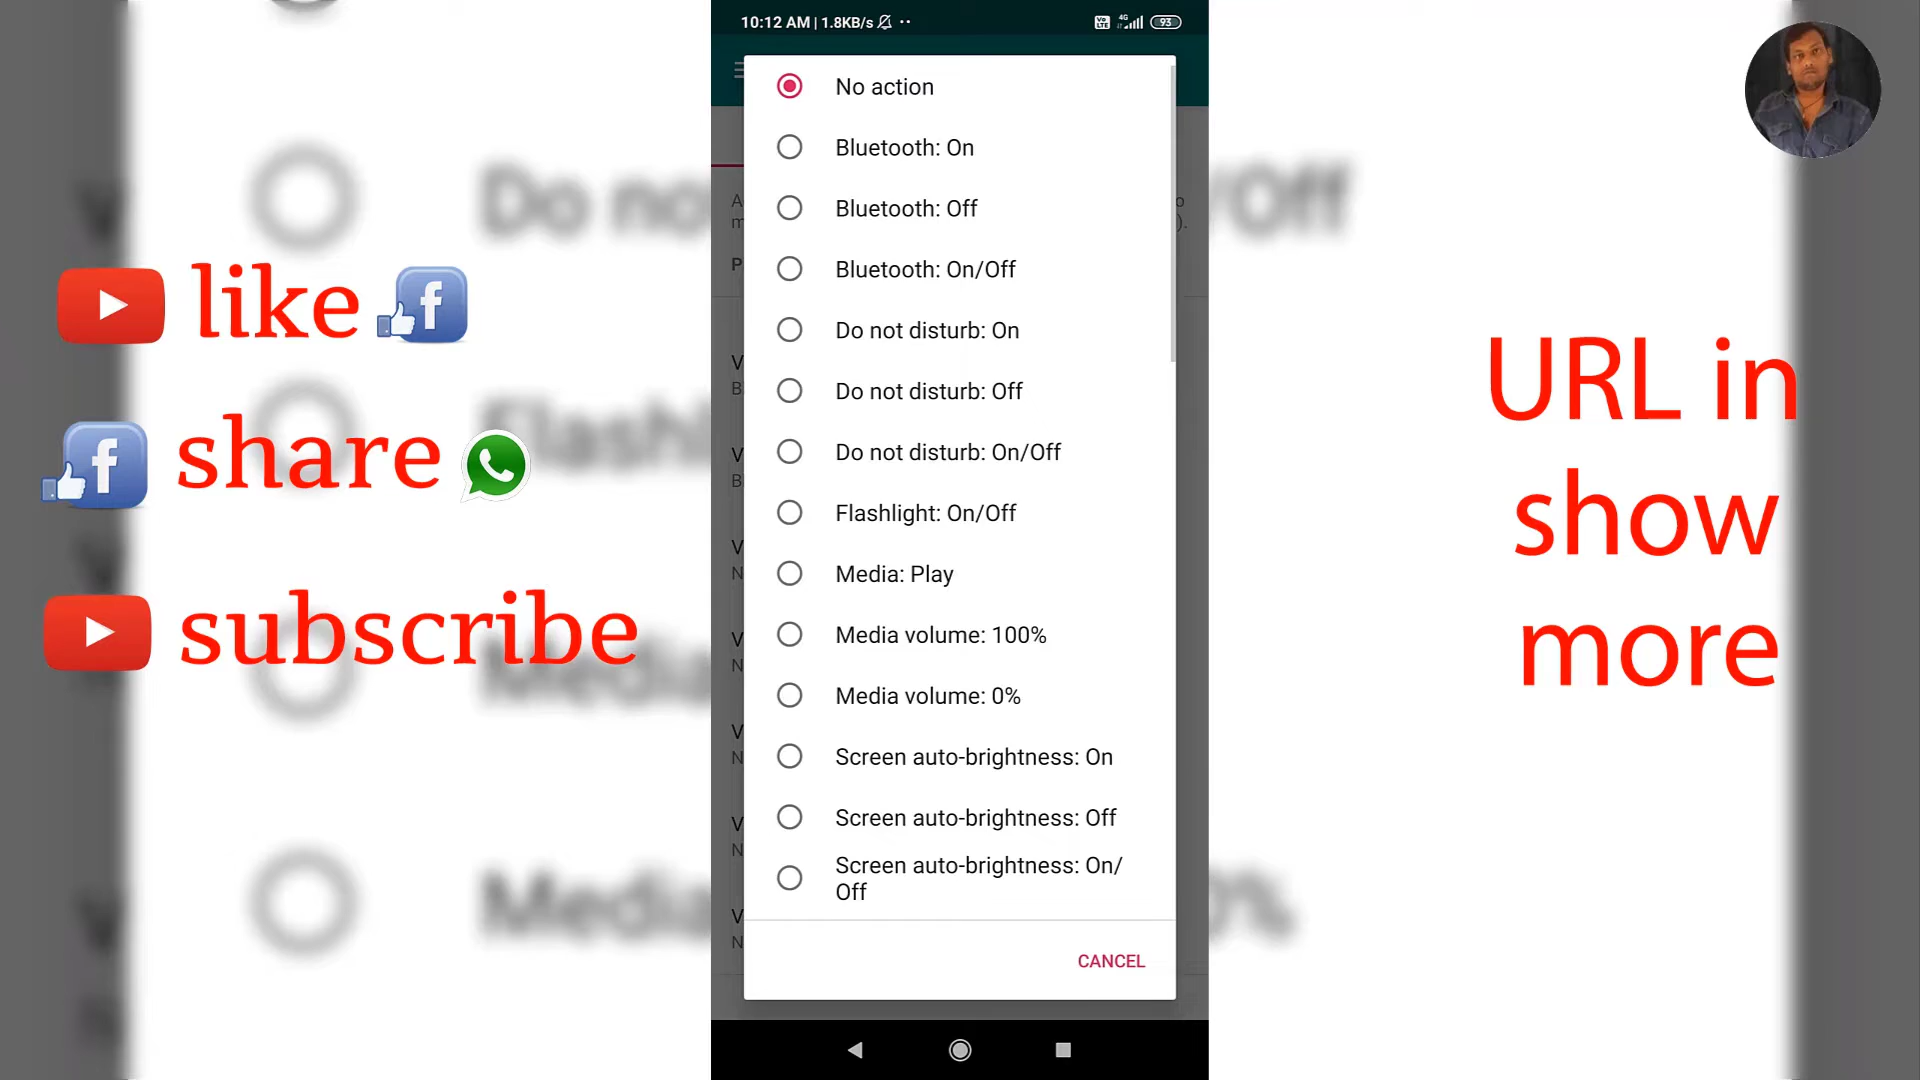 10:12 AM | 1.8KB/s
4G
93
No action
Bluetooth: On
Bluetooth: Off
Bluetooth: On/Off
Do not disturb: On
Do not disturb: Off
Do not disturb: On/Off
Flashlight: On/Off
Media: Play
Media volume: 100%
Media volume: 0%
Screen auto-brightness: On
Screen auto-brightness: Off
Screen auto-brightness: On/
Off
CANCEL
like
share
subscribe
URL in
show
more